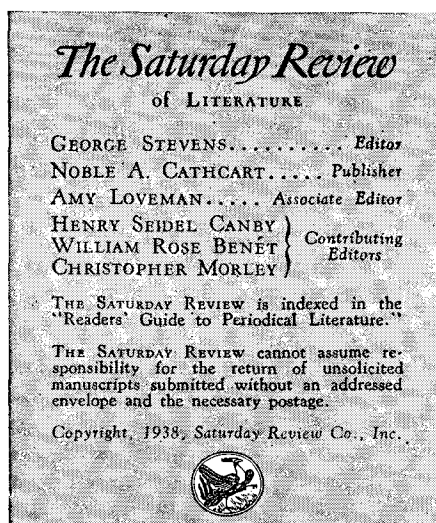 The Saturday Review
of LITERATURE
GEORGE STEVENS.......... Editor
NOBLE A. CATHCART..... Publisher
AMY LOVEMAN..... Associate Editor
HENRY SEIDEL CANBY
WILLIAM ROSE BENÉT } Contributing Editors
CHRISTOPHER MORLEY
THE SATURDAY REVIEW is indexed in the
"Readers' Guide to Periodical Literature."
THE SATURDAY REVIEW cannot assume re-
sponsibility for the return of unsolicited
manuscripts submitted without an addressed
envelope and the necessary postage.
Copyright, 1938, Saturday Review Co., Inc.